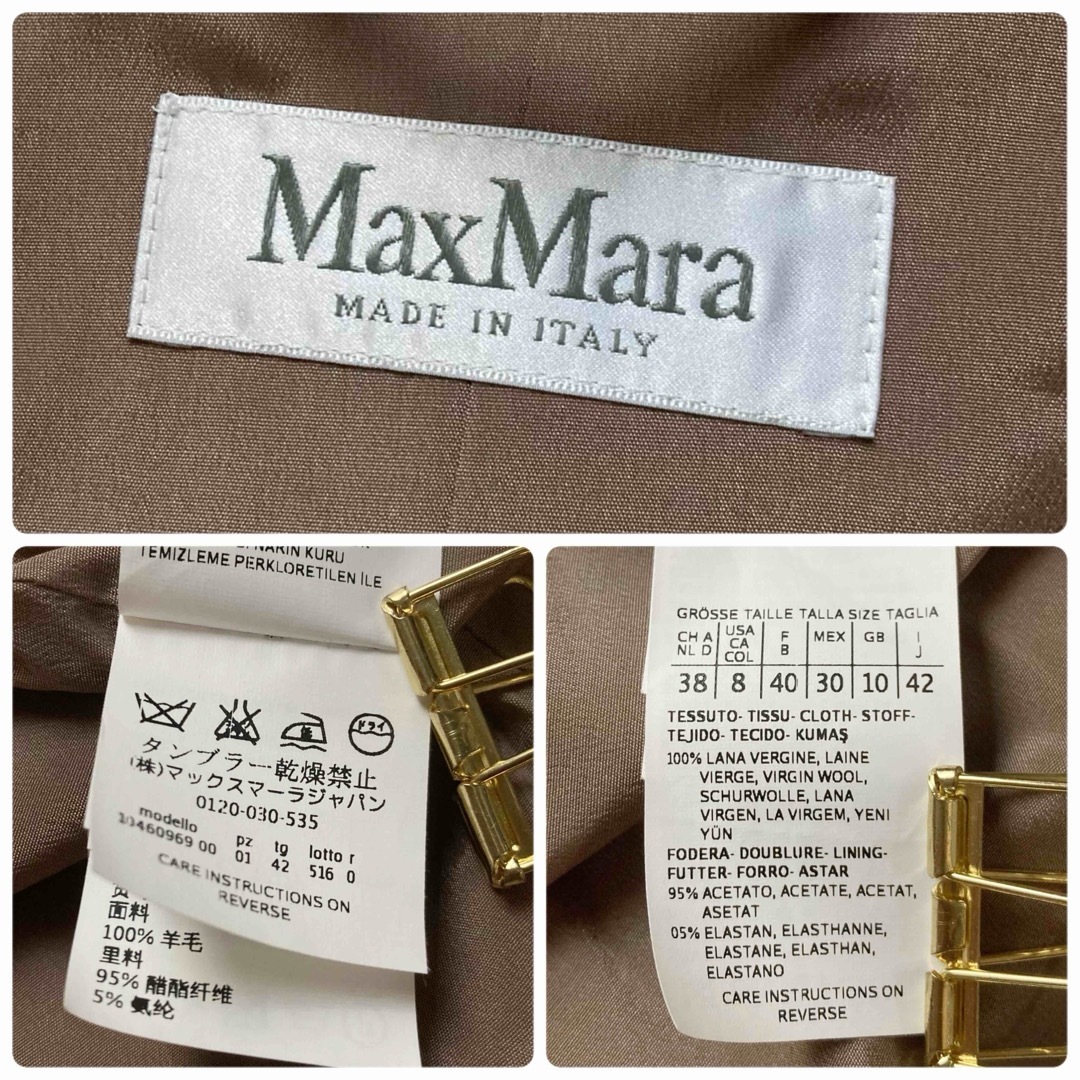 MaxMara
MADE IN ITALY
NARIN KURU
TEMIZLEME PERKLORETILEN İLE
ドライ
タンブラー乾燥禁止
(株)マックスマーラジャパン
0120-030-535
modello pz tg lotto r
10460969 00 01 42 516 0
CARE INSTRUCTIONS ON
REVERSE
面料
100% 羊毛
里料
95% 醋酯纤维
5% 氨纶
GRÖSSE TAILLE TALLA SIZE TAGLIA
CH A USA F MEX GB I
NL D CA B J
COL
38 8 40 30 10 42
TESSUTO- TISSU- CLOTH- STOFF-
TEJIDO- TECIDO- KUMAŞ
100% LANA VERGINE, LAINE
VIERGE, VIRGIN WOOL,
SCHURWOLLE, LANA
VIRGEN, LA VIRGEM, YENI
YÜN
FODERA- DOUBLURE- LINING-
FUTTER- FORRO- ASTAR
95% ACETATO, ACETATE, ACETAT,
ASETAT
05% ELASTAN, ELASTHANNE,
ELASTANE, ELASTHAN,
ELASTANO
CARE INSTRUCTIONS ON
REVERSE